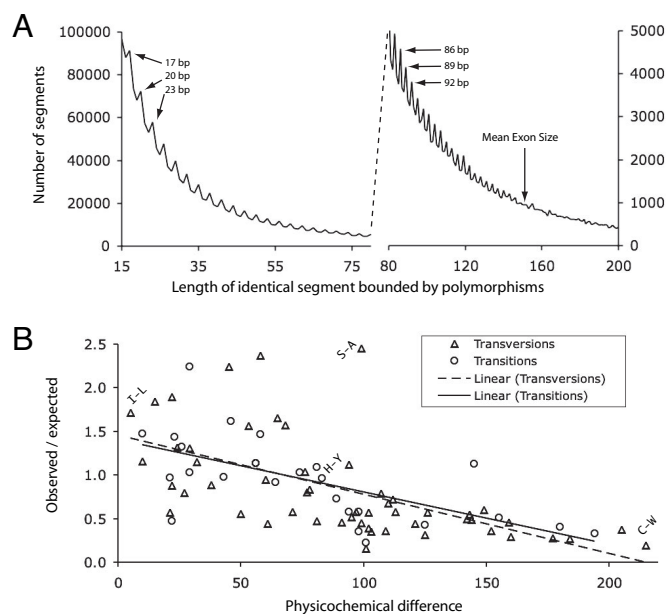 A
100000
80000
60000
40000
20000
0
Number of segments
17 bp
20 bp
23 bp
15
35
55
75
86 bp
89 bp
92 bp
Mean Exon Size
5000
4000
3000
2000
1000
0
80
120
160
200
Length of identical segment bounded by polymorphisms
B
2.5
2.0
1.5
1.0
0.5
0.0
Observed / expected
I–L
S–A
H–Y
C–W
Transversions
Transitions
Linear (Transversions)
Linear (Transitions)
0
50
100
150
200
Physicochemical difference